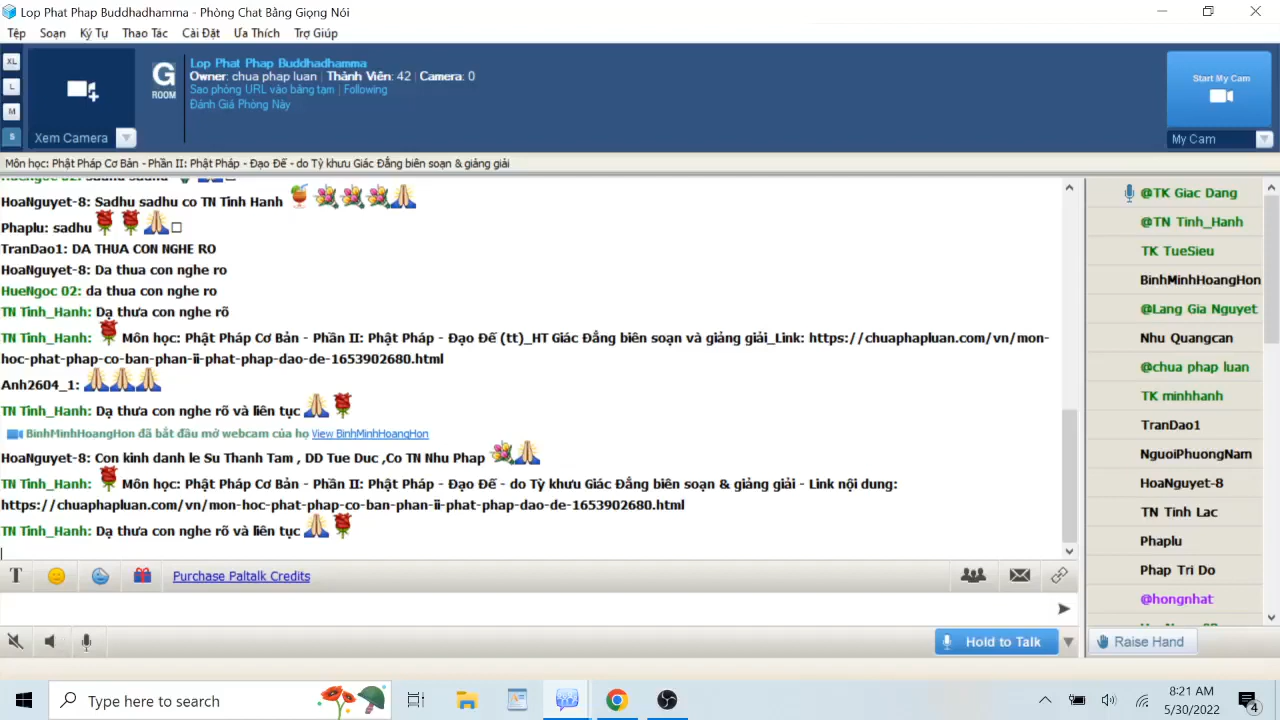 Lop Phat Phap Buddhadhamma - Phòng Chat Bằng Giọng Nói
Tệp Soạn Ký Tự Thao Tác Cài Đặt Ưa Thích Trợ Giúp
XL
L
M
S
Xem Camera
G
ROOM
Lop Phat Phap Buddhadhamma
Owner: chua phap luan | Thành Viên: 42 | Camera: 0
Sao phòng URL vào bảng tạm | Following
Đánh Giá Phòng Này
Start My Cam
My Cam
Môn học: Phật Pháp Cơ Bản - Phần II: Phật Pháp - Đạo Đế - do Tỳ khưu Giác Đẳng biên soạn & giảng giải
HueNgoc 02: sadhu sadhu
HoaNguyet-8: Sadhu sadhu co TN Tinh Hanh
Phaplu: sadhu
TranDao1: DA THUA CON NGHE RO
HoaNguyet-8: Da thua con nghe ro
HueNgoc 02: da thua con nghe ro
TN Tinh_Hanh: Dạ thưa con nghe rõ
TN Tinh_Hanh: Môn học: Phật Pháp Cơ Bản - Phần II: Phật Pháp - Đạo Đế (tt)_HT Giác Đẳng biên soạn và giảng giải_Link: https://chuaphapluan.com/vn/mon-
hoc-phat-phap-co-ban-phan-ii-phat-phap-dao-de-1653902680.html
Anh2604_1:
TN Tinh_Hanh: Dạ thưa con nghe rõ và liên tục
BinhMinhHoangHon đã bắt đầu mở webcam của họ View BinhMinhHoangHon
HoaNguyet-8: Con kinh danh le Su Thanh Tam , DD Tue Duc ,Co TN Nhu Phap
TN Tinh_Hanh: Môn học: Phật Pháp Cơ Bản - Phần II: Phật Pháp - Đạo Đế - do Tỳ khưu Giác Đẳng biên soạn & giảng giải - Link nội dung:
https://chuaphapluan.com/vn/mon-hoc-phat-phap-co-ban-phan-ii-phat-phap-dao-de-1653902680.html
TN Tinh_Hanh: Dạ thưa con nghe rõ và liên tục
@TK Giac Dang
@TN Tinh_Hanh
TK TueSieu
BinhMinhHoangHon
@Lang Gia Nguyet
Nhu Quangcan
@chua phap luan
TK minhhanh
TranDao1
NguoiPhuongNam
HoaNguyet-8
TN Tinh Lac
Phaplu
Phap Tri Do
@hongnhat
T
Purchase Paltalk Credits
Hold to Talk
Raise Hand
Type here to search
8:21 AM
5/30/2022
4